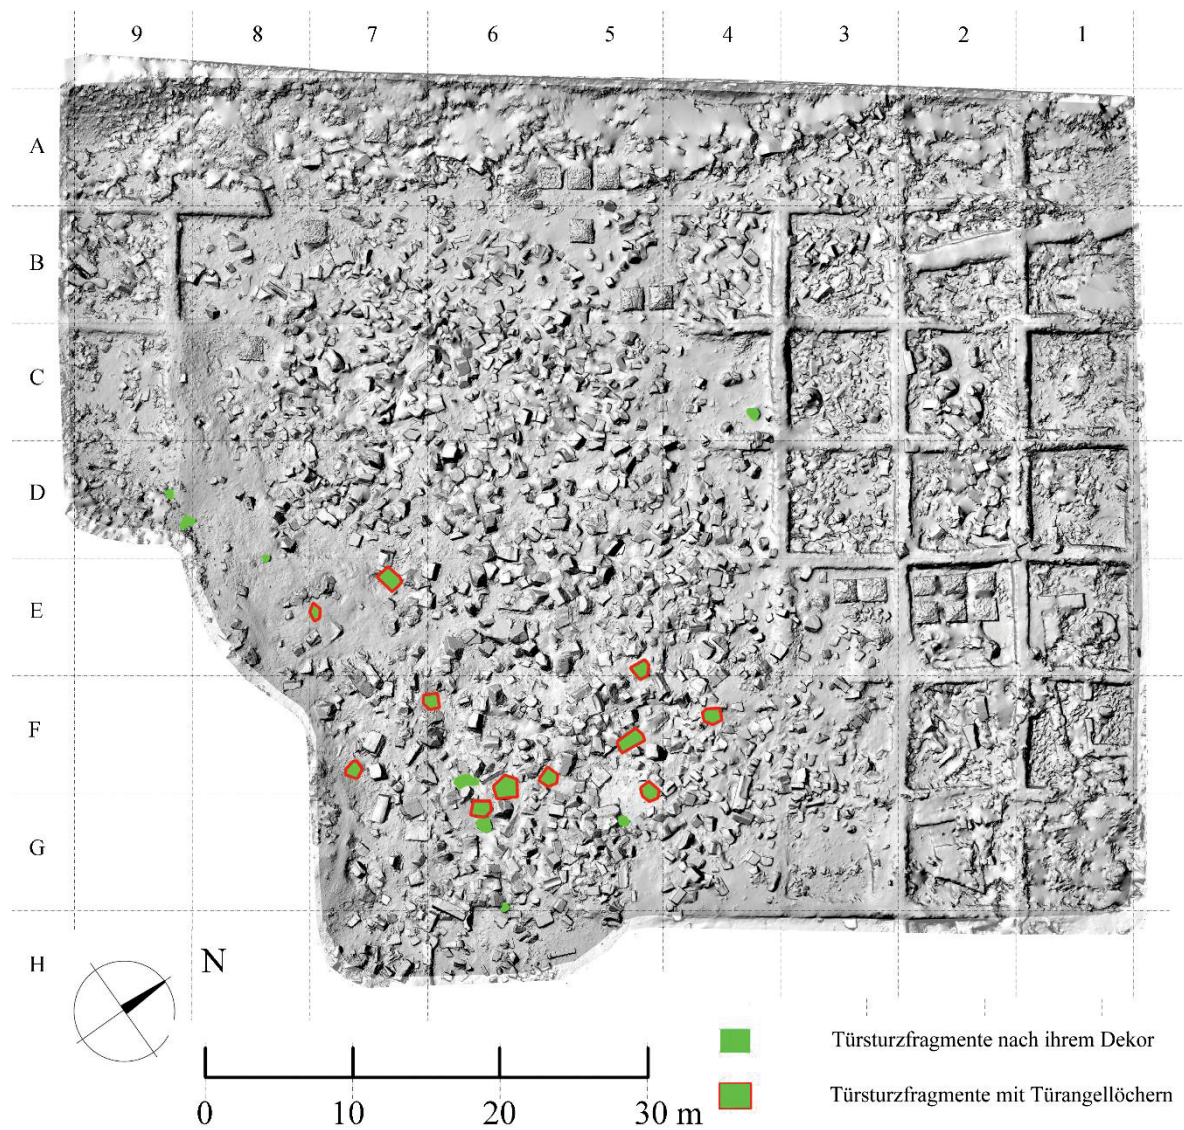 9 8 7 6 5 4 3 2 1
A
B
C
D
E
F
G
H
N
Türsturzfragmente nach ihrem Dekor
Türsturzfragmente mit Türangellöchern
0 10 20 30 m